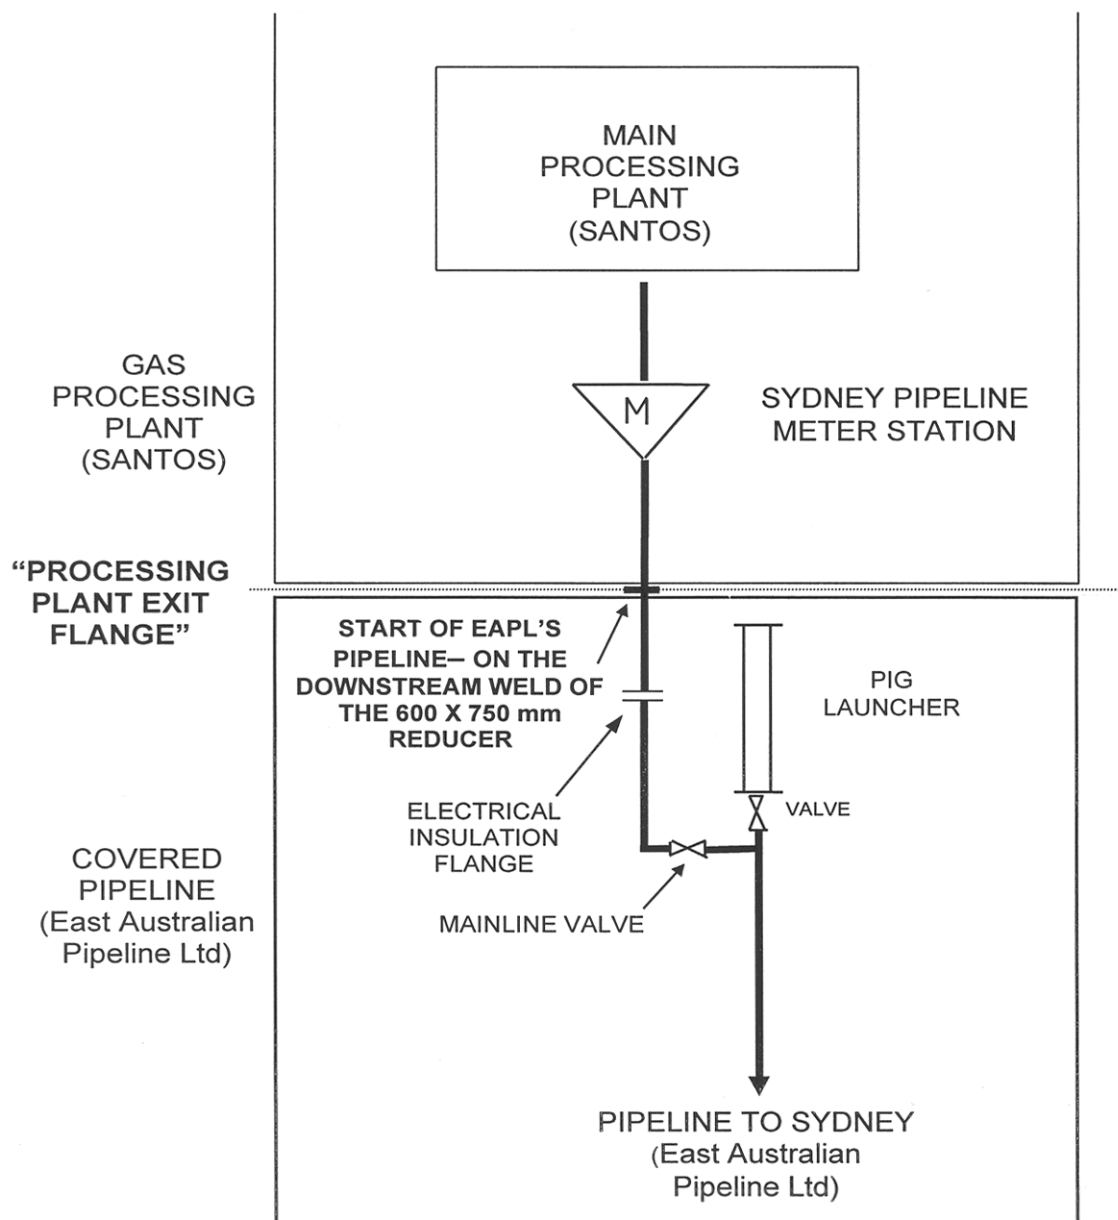 MAIN
PROCESSING
PLANT
(SANTOS)
GAS
PROCESSING
PLANT
(SANTOS)
M
SYDNEY PIPELINE
METER STATION
“PROCESSING
PLANT EXIT
FLANGE”
START OF EAPL’S
PIPELINE– ON THE
DOWNSTREAM WELD OF
THE 600 X 750 mm
REDUCER
PIG
LAUNCHER
ELECTRICAL
INSULATION
FLANGE
VALVE
COVERED
PIPELINE
(East Australian
Pipeline Ltd)
MAINLINE VALVE
PIPELINE TO SYDNEY
(East Australian
Pipeline Ltd)